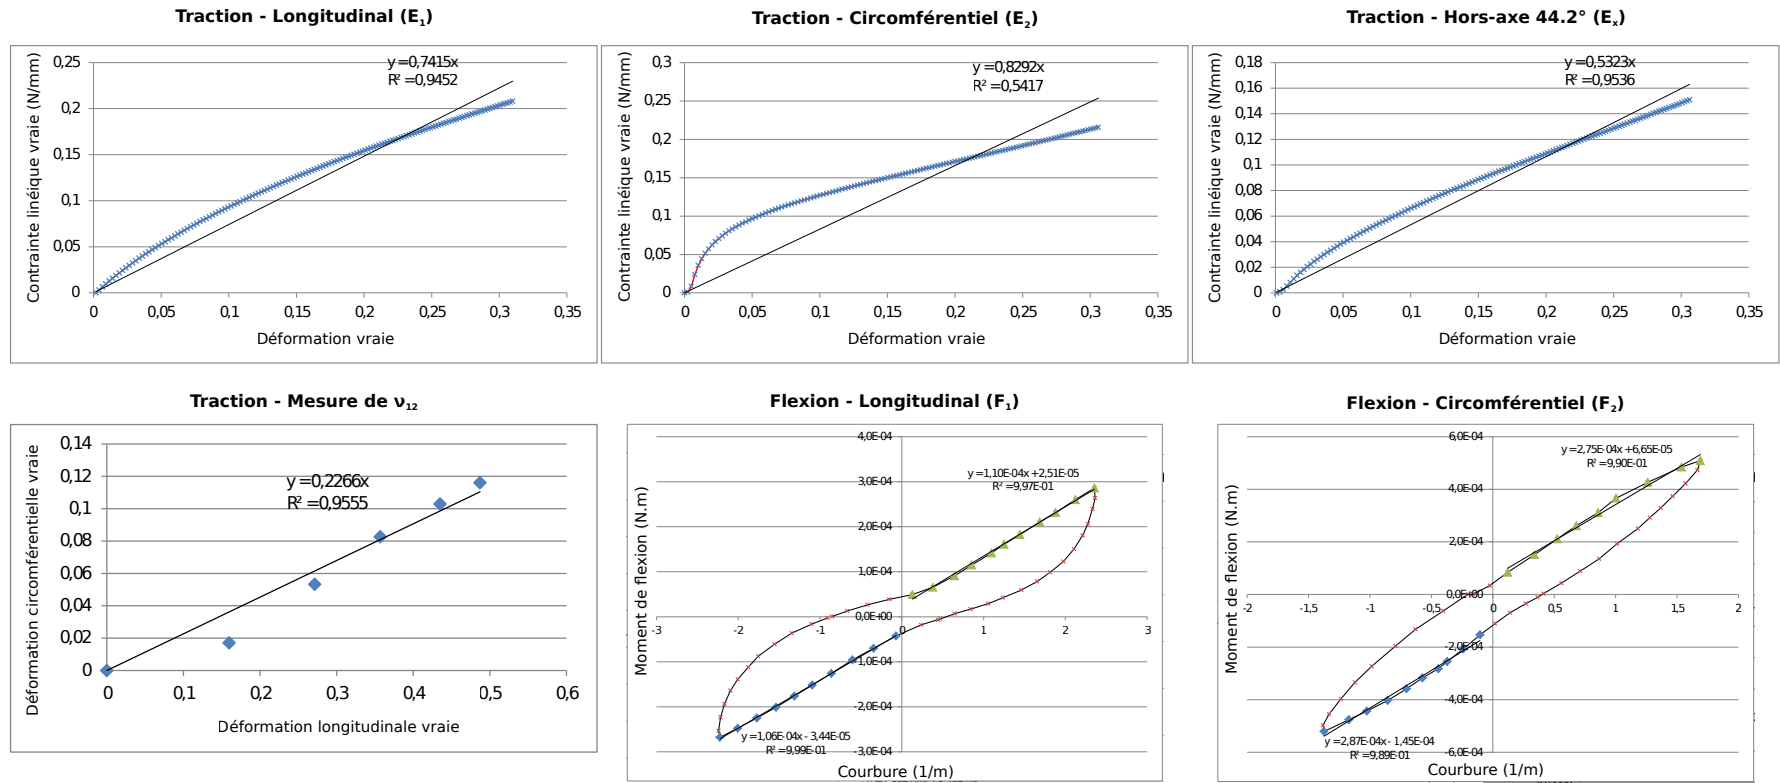 Traction - Longitudinal (E1)
Contrainte linéique vraie (N/mm)
0,25
0,2
0,15
0,1
0,05
0
y = 0,7415x
R² = 0,9452
0 0,05 0,1 0,15 0,2 0,25 0,3 0,35
Déformation vraie
Traction - Circomférentiel (E2)
Contrainte linéique vraie (N/mm)
0,3
0,25
0,2
0,15
0,1
0,05
0
y = 0,8292x
R² = 0,5417
0 0,05 0,1 0,15 0,2 0,25 0,3 0,35
Déformation vraie
Traction - Hors-axe 44.2° (Ex)
Contrainte linéique vraie (N/mm)
0,18
0,16
0,14
0,12
0,1
0,08
0,06
0,04
0,02
0
y = 0,5323x
R² = 0,9536
0 0,05 0,1 0,15 0,2 0,25 0,3 0,35
Déformation vraie
Traction - Mesure de ν12
Déformation circomférentielle vraie
0,14
0,12
0,1
0,08
0,06
0,04
0,02
0
y = 0,2266x
R² = 0,9555
0 0,1 0,2 0,3 0,4 0,5 0,6
Déformation longitudinale vraie
Flexion - Longitudinal (F1)
Moment de flexion (N.m)
4,0E-04
3,0E-04
2,0E-04
1,0E-04
0,0E+00
-1,0E-04
-2,0E-04
-3,0E-04
y = 1,10E-04x + 2,51E-05
R² = 9,97E-01
-3 -2 -1 0 1 2 3
y = 1,06E-04x - 3,44E-05
R² = 9,99E-01
Courbure (1/m)
Flexion - Circomférentiel (F2)
Moment de flexion (N.m)
6,0E-04
4,0E-04
2,0E-04
0,0E+00
-2,0E-04
-4,0E-04
-6,0E-04
y = 2,75E-04x + 6,65E-05
R² = 9,90E-01
-2 -1,5 -1 -0,5 0 0,5 1 1,5 2
y = 2,87E-04x - 1,45E-04
R² = 9,89E-01
Courbure (1/m)